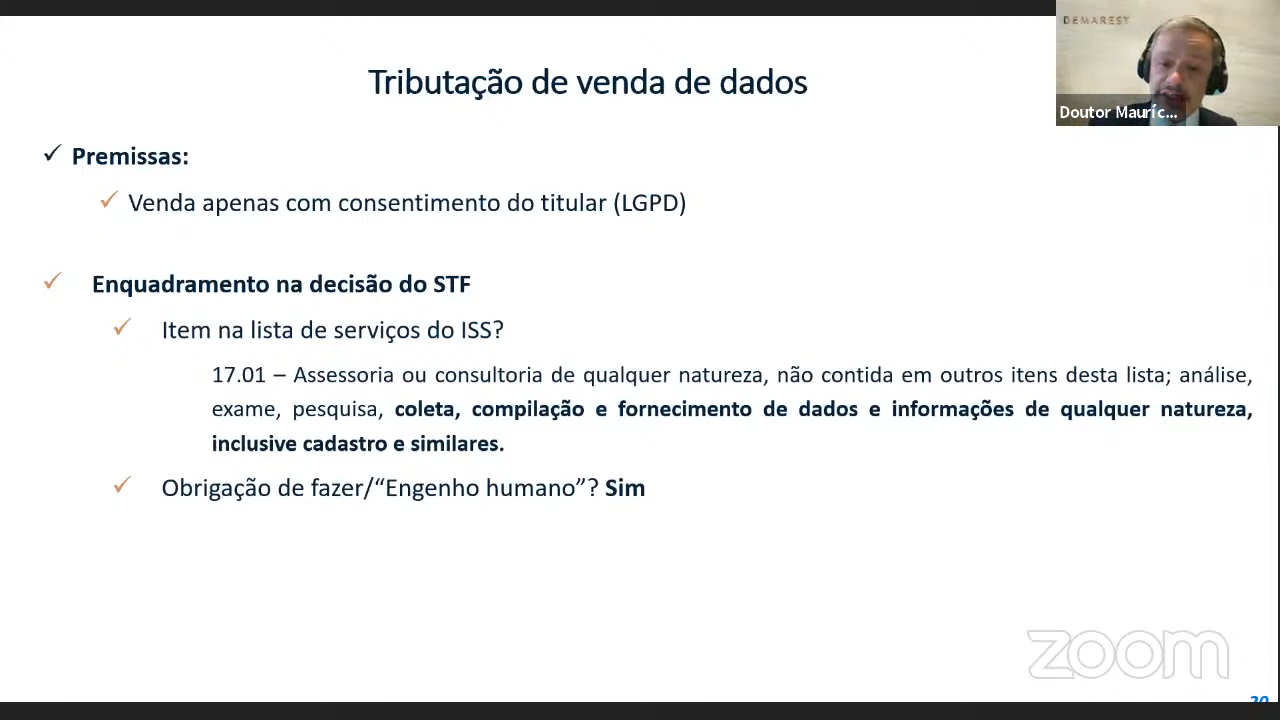 DEMAREST
Doutor Mauríc...
Tributação de venda de dados
Premissas:
Venda apenas com consentimento do titular (LGPD)
Enquadramento na decisão do STF
Item na lista de serviços do ISS?
17.01 – Assessoria ou consultoria de qualquer natureza, não contida em outros itens desta lista; análise,
exame, pesquisa, coleta, compilação e fornecimento de dados e informações de qualquer natureza,
inclusive cadastro e similares.
Obrigação de fazer/“Engenho humano”? Sim
zoom
20